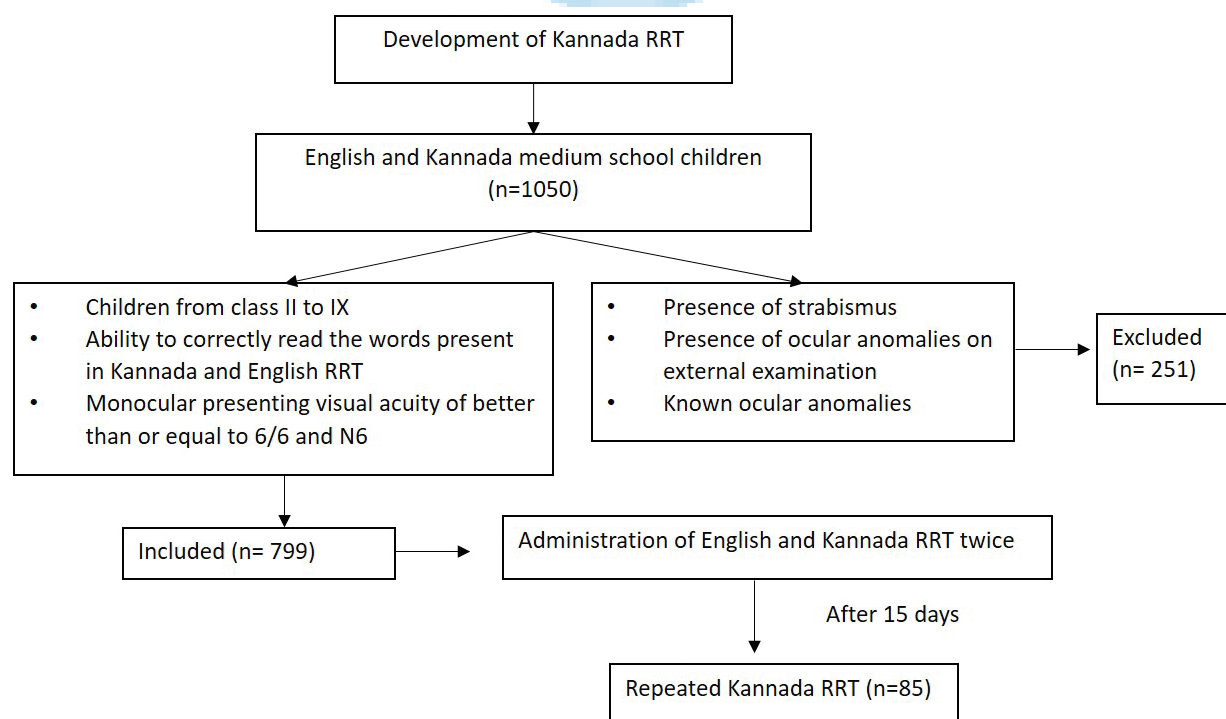 Development of Kannada RRT
English and Kannada medium school children
(n=1050)
• Children from class II to IX
• Ability to correctly read the words present
in Kannada and English RRT
• Monocular presenting visual acuity of better
than or equal to 6/6 and N6
• Presence of strabismus
• Presence of ocular anomalies on
external examination
• Known ocular anomalies
Excluded
(n= 251)
Included (n= 799)
Administration of English and Kannada RRT twice
After 15 days
Repeated Kannada RRT (n=85)